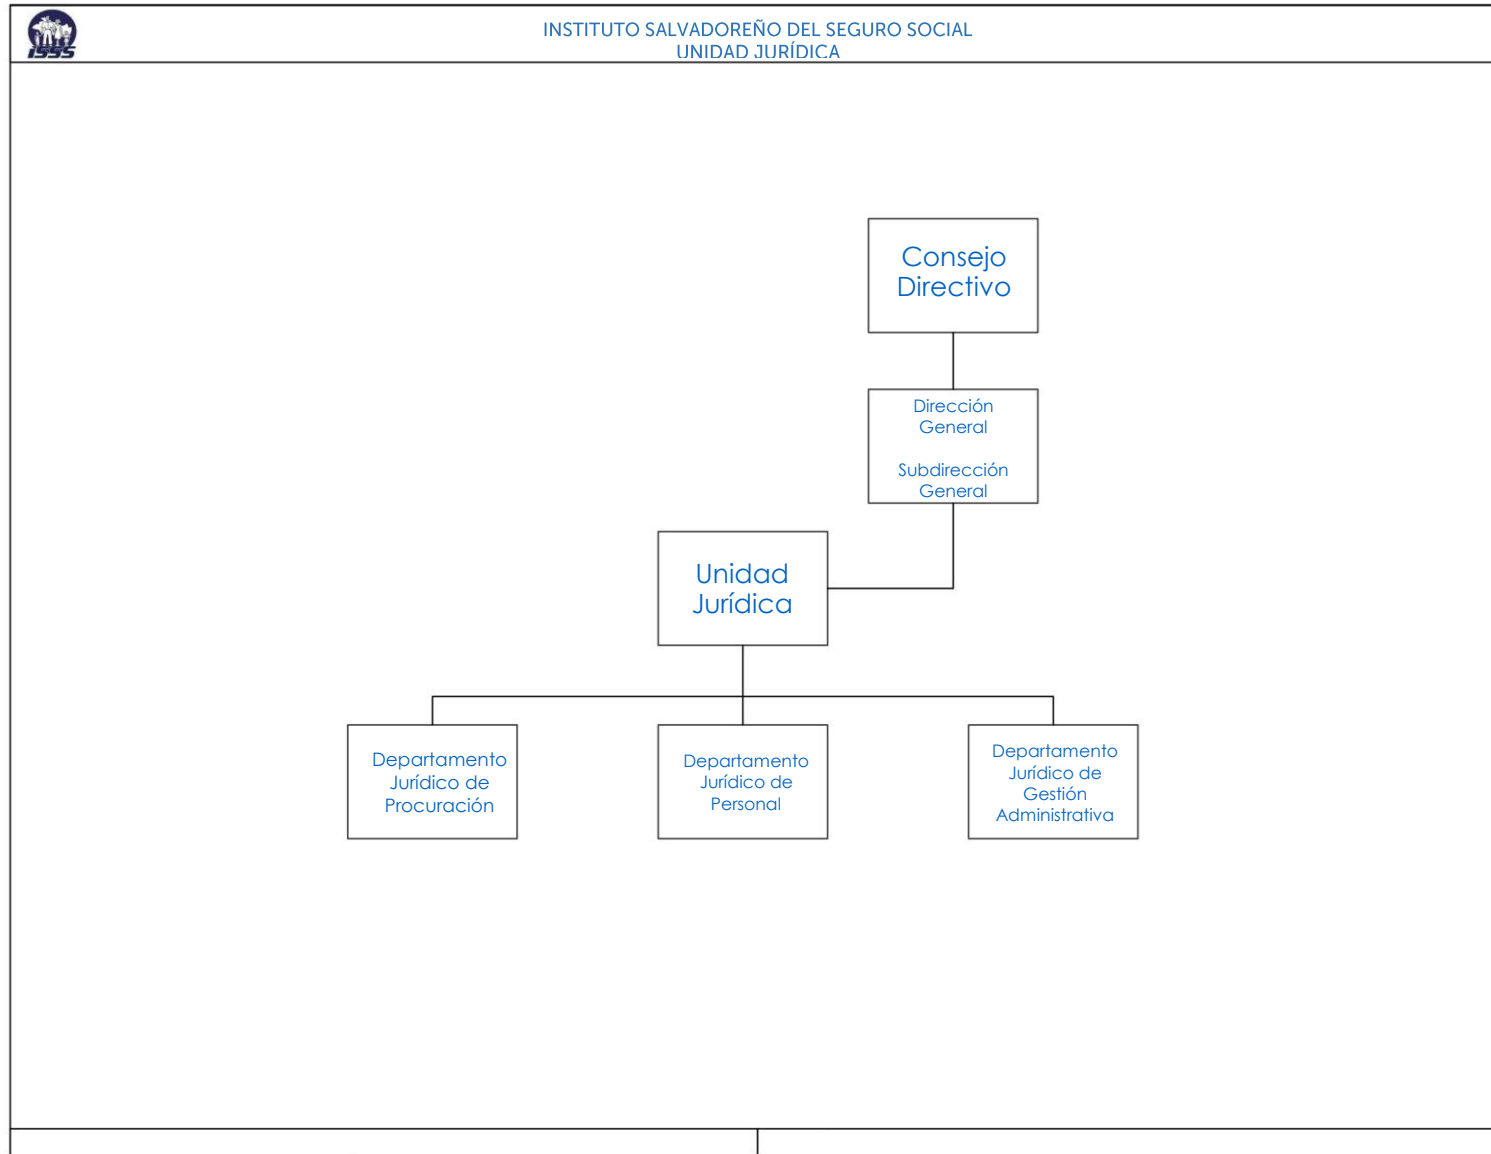 ISSS
INSTITUTO SALVADOREÑO DEL SEGURO SOCIAL
UNIDAD JURÍDICA
Consejo
Directivo
Dirección
General
Subdirección
General
Unidad
Jurídica
Departamento
Jurídico de
Procuración
Departamento
Jurídico de
Personal
Departamento
Jurídico de
Gestión
Administrativa